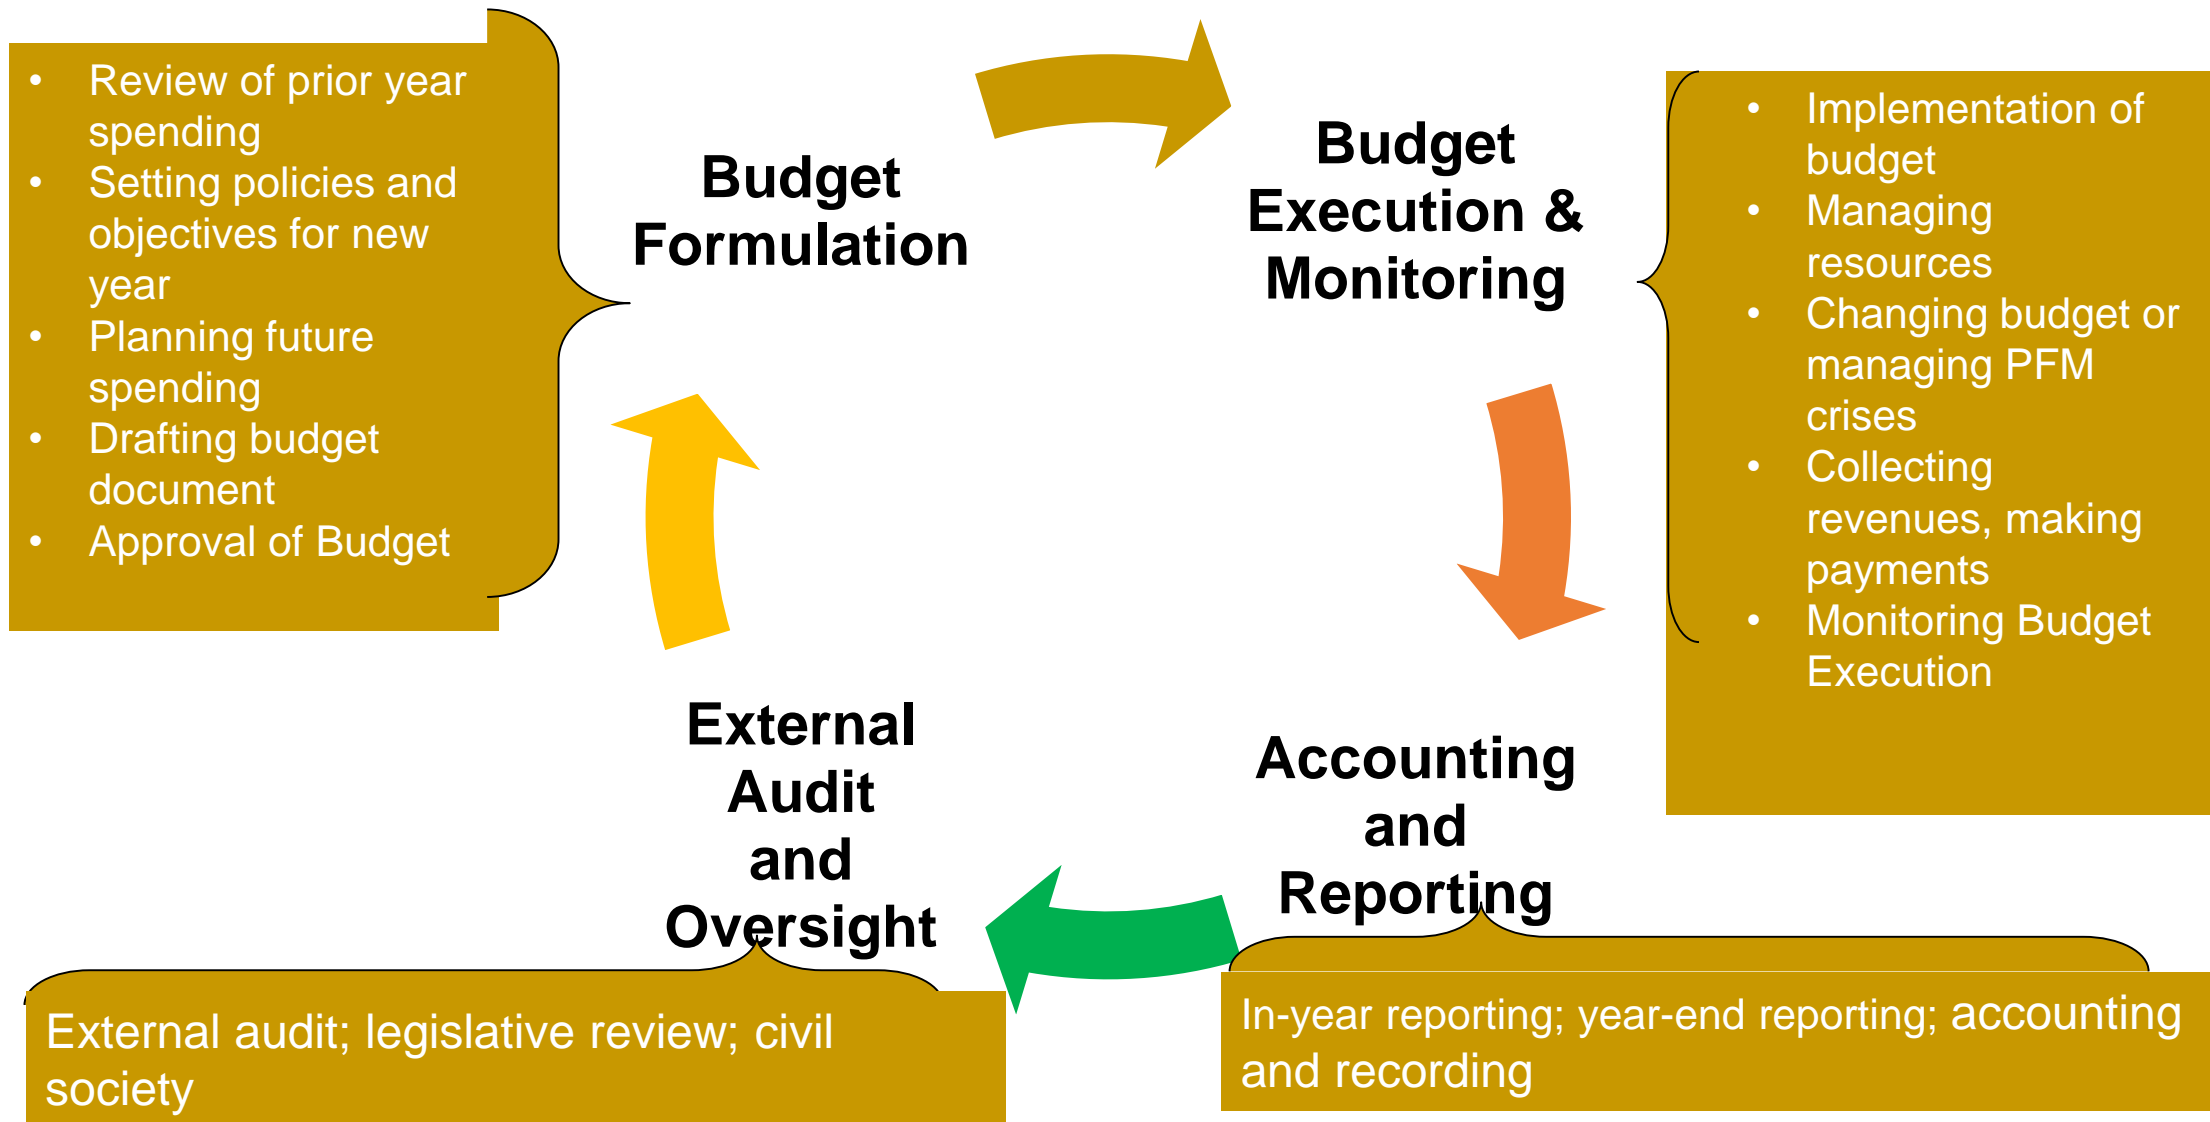 • Review of prior year
spending
• Setting policies and
objectives for new
year
• Planning future
spending
• Drafting budget
document
• Approval of Budget
Budget
Formulation
Budget
Execution &
Monitoring
• Implementation of
budget
• Managing
resources
• Changing budget or
managing PFM
crises
• Collecting
revenues, making
payments
• Monitoring Budget
Execution
External
Audit
and
Oversight
Accounting
and
Reporting
External audit; legislative review; civil
society
In-year reporting; year-end reporting; accounting
and recording